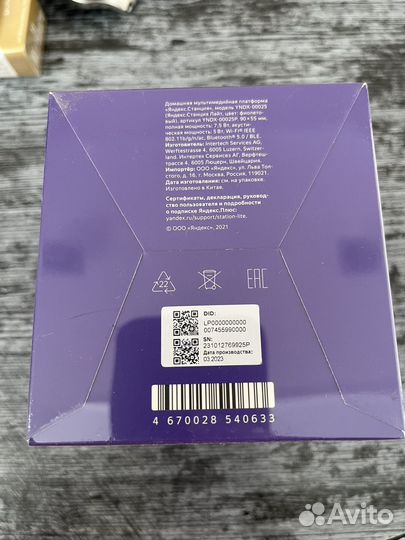 Домашняя мультимедийная платформа
«Яндекс.Станция», модель YNDX-00025
(Яндекс.Станция Лайт, цвет: фиолето-
вый), артикул YNDX-00025P, 90×55 мм,
полная мощность: 7,5 Вт, акусти-
ческая мощность: 5 Вт, Wi-Fi® IEEE
802.11b/g/n/ac, Bluetooth® 5.0 / BLE.
Изготовитель: Intertech Services AG,
Werftestrasse 4, 6005 Luzern, Switzer-
land. Интертех Сервисез АГ, Верфтеш-
трассе 4, 6005 Люцерн, Швейцария.
Импортёр: ООО «Яндекс», ул. Льва Тол-
стого, д. 16, г. Москва, Россия, 119021.
Дата изготовления: см. на упаковке.
Изготовлено в Китае.
Сертификаты, декларация, руковод-
ство пользователя и подробности
о подписке Яндекс.Плюс:
yandex.ru/support/station-lite.
© ООО «Яндекс», 2021
22
EAC
DID:
LP0000000000
007455990000
SN:
231012769925P
Дата производства:
03.2023
4 670028 540633
Avito